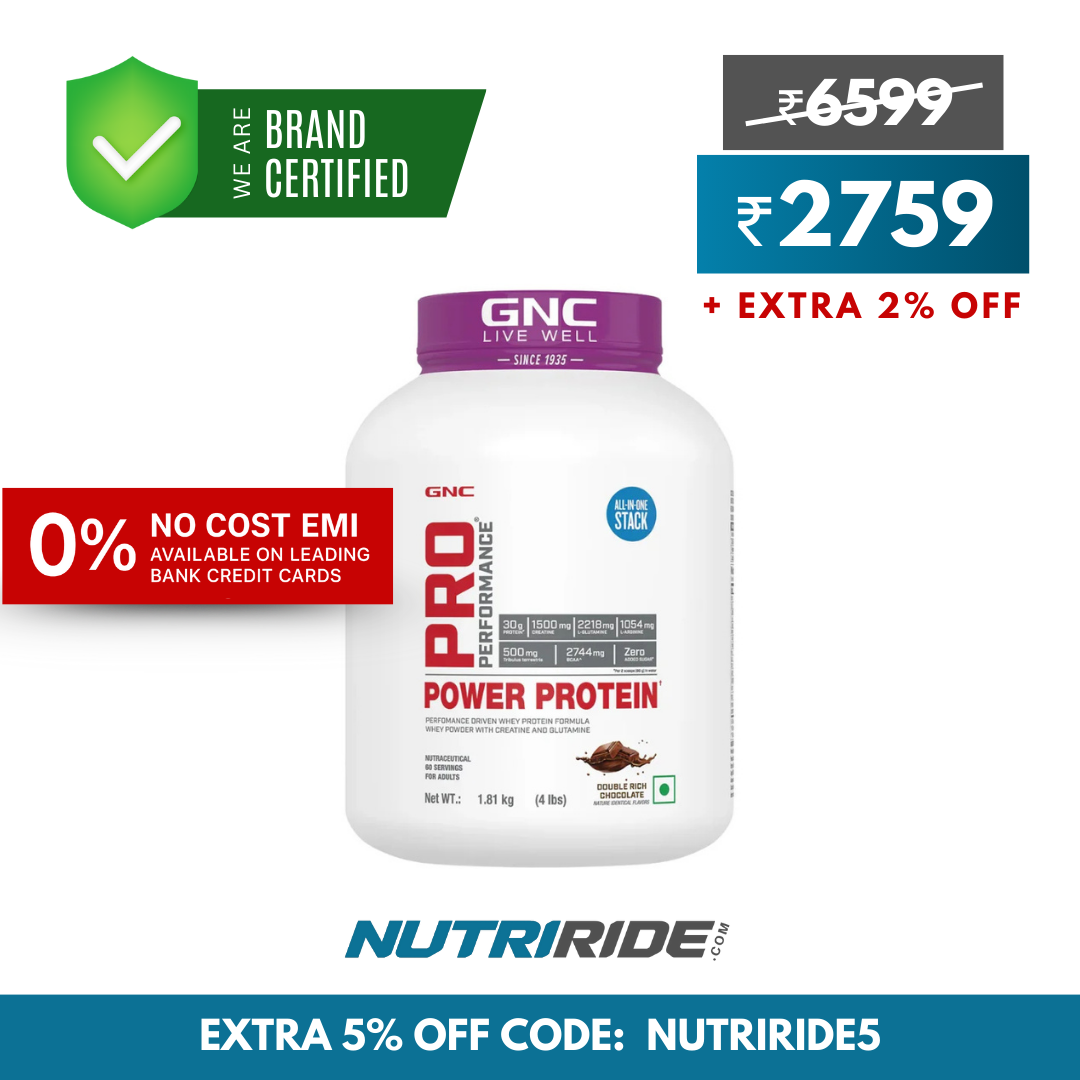 WE ARE
BRAND
CERTIFIED
₹6599
₹2759
+ EXTRA 2% OFF
GNC
LIVE WELL
— SINCE 1935 —
GNC
ALL-IN-ONE
STACK
0%
NO COST EMI
AVAILABLE ON LEADING
BANK CREDIT CARDS
PRO
PERFORMANCE®
30g PROTEIN* 1500 mg CREATINE 2218 mg L-GLUTAMINE 1054 mg L-ARGININE
500 mg Tribulus terrestris 2744 mg BCAA^ Zero ADDED SUGAR#
POWER PROTEIN†
PERFOMANCE DRIVEN WHEY PROTEIN FORMULA
WHEY POWDER WITH CREATINE AND GLUTAMINE
NUTRACEUTICAL
60 SERVINGS
FOR ADULTS
DOUBLE RICH
CHOCOLATE
NATURE IDENTICAL FLAVORS
Net WT.: 1.81 kg (4 lbs)
NUTRIRIDE.COM
EXTRA 5% OFF CODE: NUTRIRIDE5